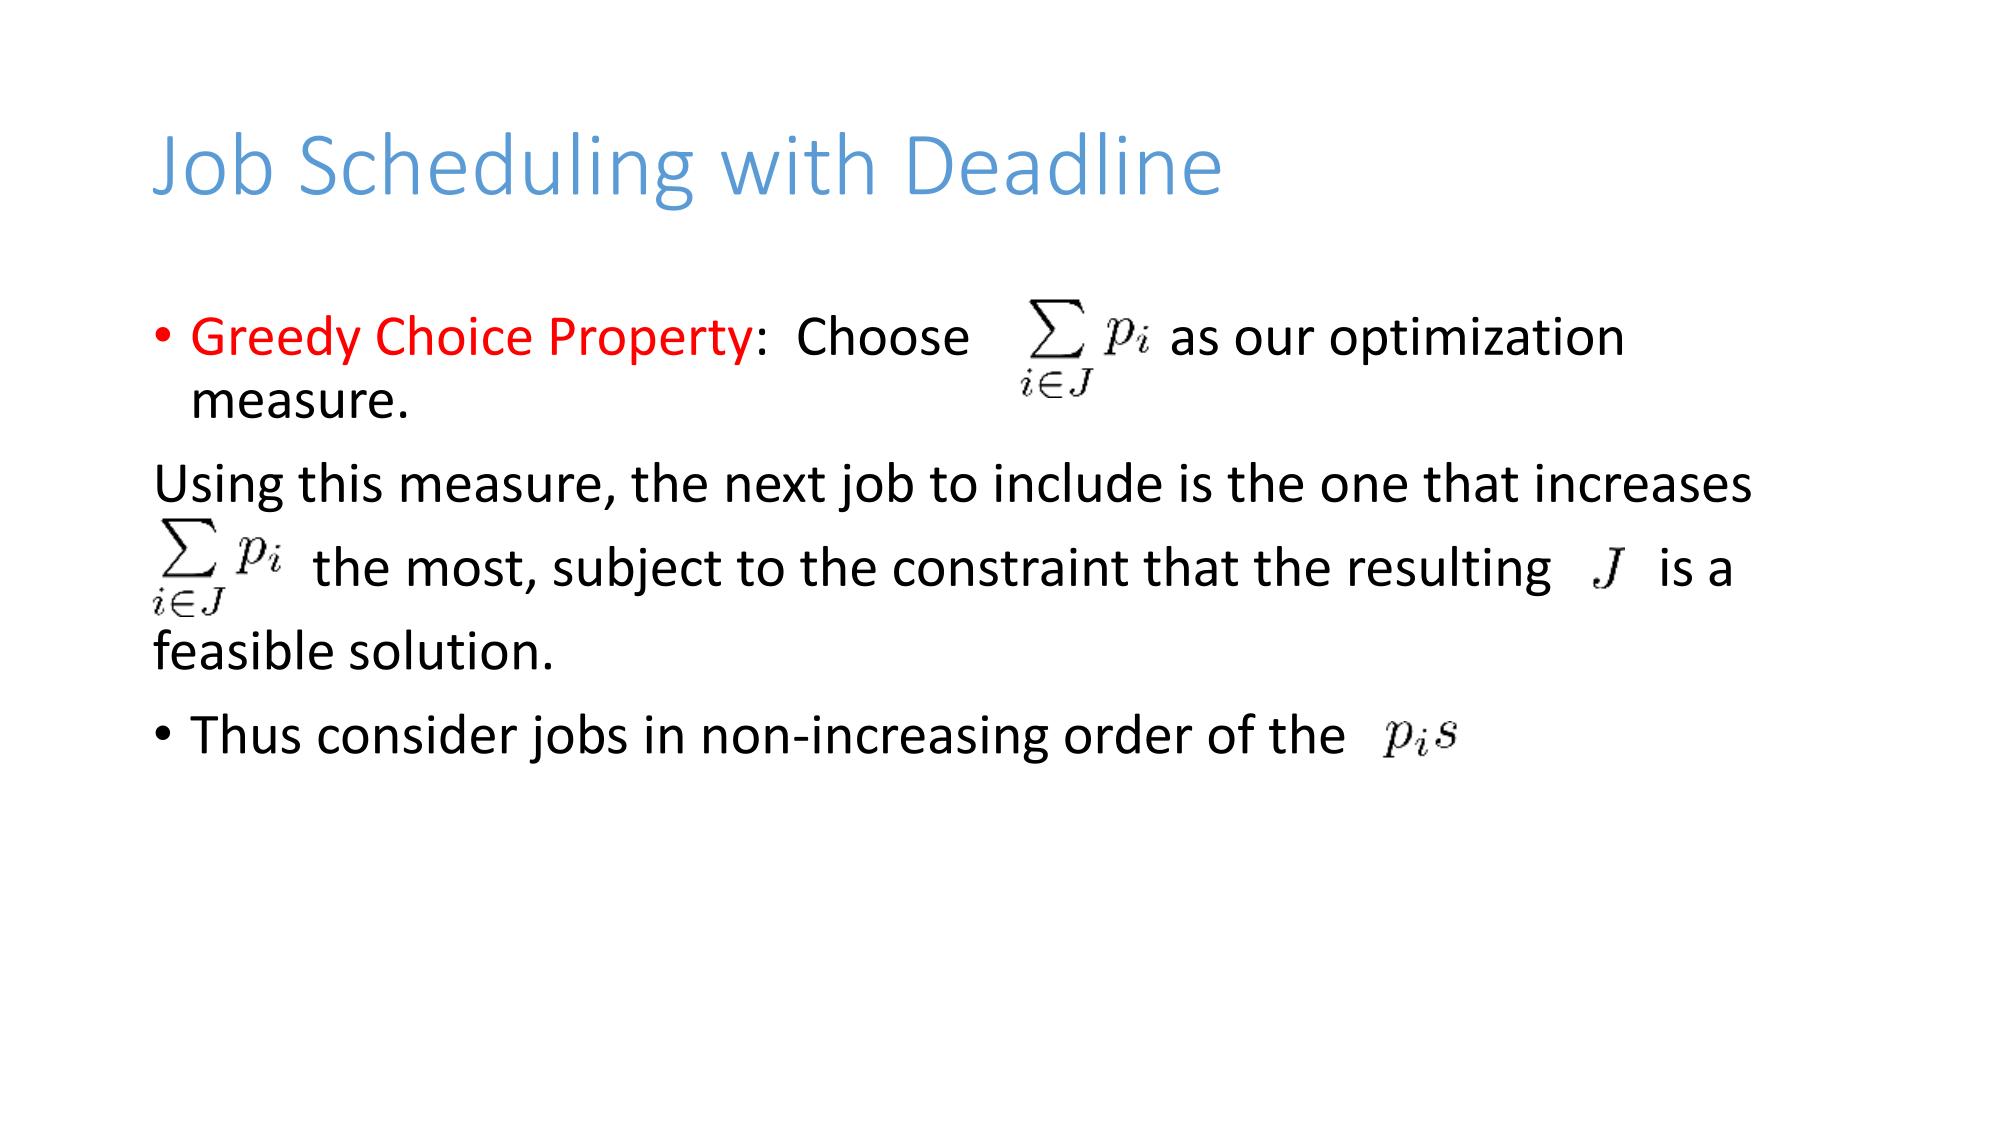 Job Scheduling with Deadline
• Greedy Choice Property: Choose $\sum_{i \in J} p_i$ as our optimization
measure.
Using this measure, the next job to include is the one that increases
$\sum_{i \in J} p_i$ the most, subject to the constraint that the resulting $J$ is a
feasible solution.
• Thus consider jobs in non-increasing order of the $p_i s$